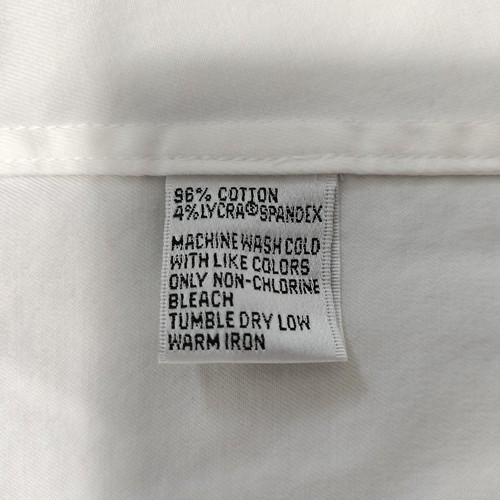 96% COTTON
4% LYCRA® SPANDEX
MACHINE WASH COLD
WITH LIKE COLORS
ONLY NON-CHLORINE
BLEACH
TUMBLE DRY LOW
WARM IRON